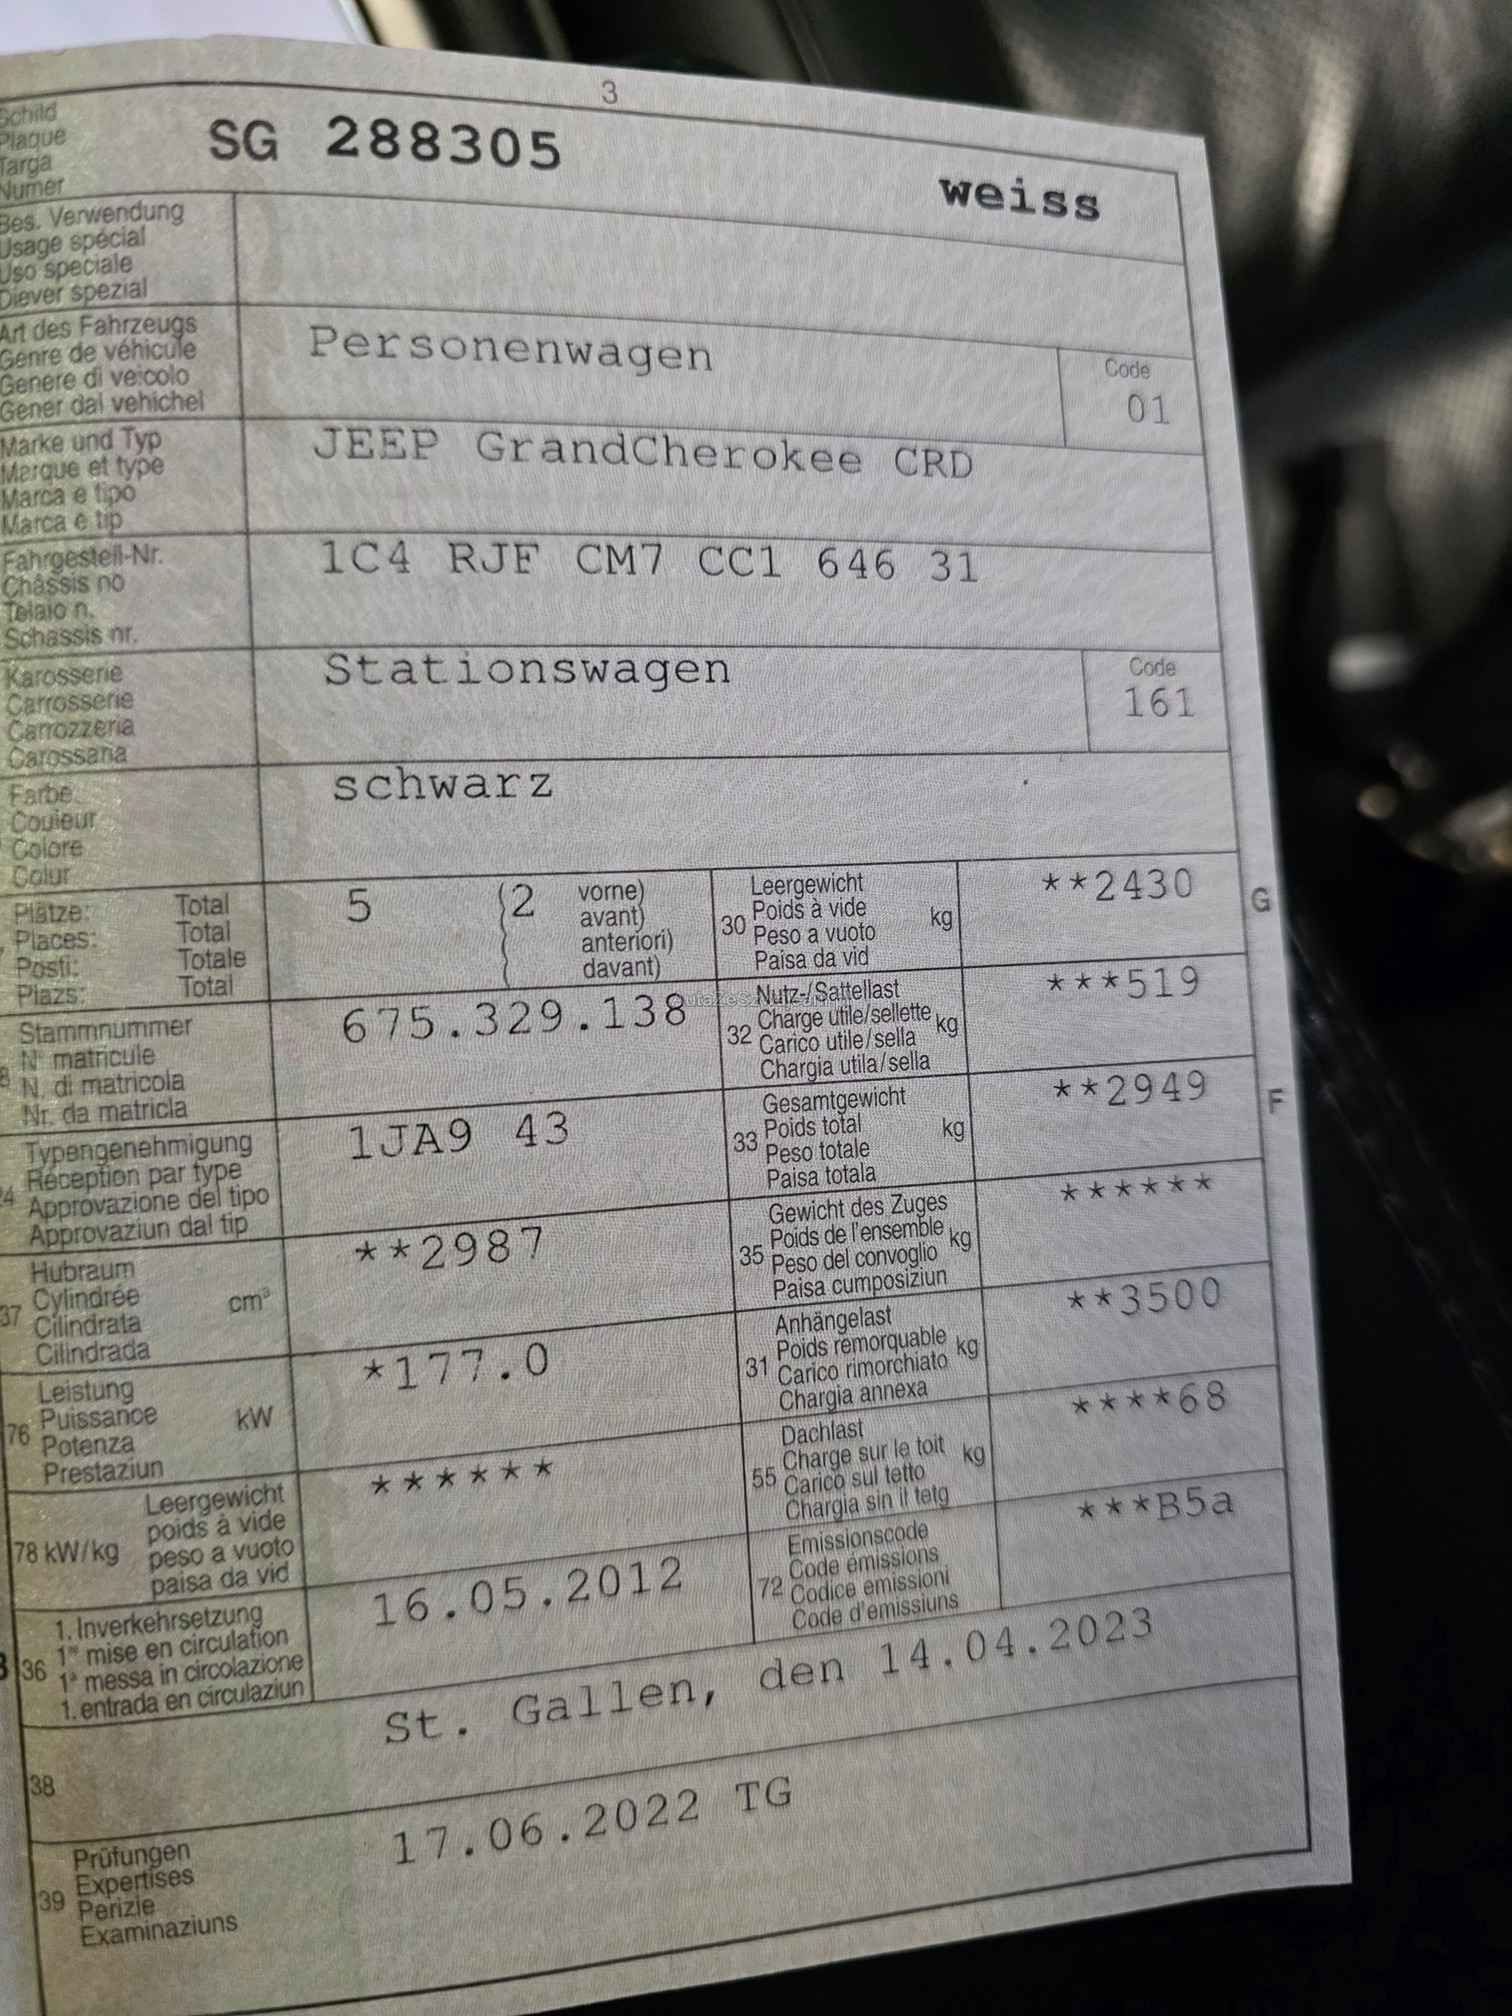 3
Schild
Plaque
Targa
Numer
SG 288305
weiss
Bes. Verwendung
Usage spécial
Uso speciale
Diever spezial
Art des Fahrzeugs
Genre de véhicule
Genere di veicolo
Gener dal vehichel
Personenwagen
Code
01
Marke und Typ
Marque et type
Marca e tipo
Marca e tip
JEEP GrandCherokee CRD
Fahrgestell-Nr.
Châssis no
Telaio n.
Schassis nr.
1C4 RJF CM7 CC1 646 31
Karosserie
Carrosserie
Carrozzeria
Carossaria
Stationswagen
Code
161
Farbe
Couleur
Colore
Colur
schwarz
Plätze: Total
Places: Total
Posti: Totale
Plazs: Total
5 (2 vorne)
avant)
anteriori)
davant)
30 Leergewicht
Poids à vide
Peso a vuoto
Paisa da vid
kg
**2430
G
Stammnummer
N° matricule
N. di matricola
Nr. da matricla
675.329.138
32 Nutz-/Sattellast
Charge utile/sellette
Carico utile/sella
Chargia utila/sella
kg
***519
Typengenehmigung
24 Réception par type
Approvazione del tipo
Approvaziun dal tip
1JA9 43
33 Gesamtgewicht
Poids total
Peso totale
Paisa totala
kg
**2949
F
37 Hubraum
Cylindrée
Cilindrata
Cilindrada
cm³
**2987
35 Gewicht des Zuges
Poids de l'ensemble
Peso del convoglio
Paisa cumposiziun
kg
******
76 Leistung
Puissance
Potenza
Prestaziun
kW
*177.0
31 Anhängelast
Poids remorquable
Carico rimorchiato
Chargia annexa
kg
**3500
78 kW/kg Leergewicht
poids à vide
peso a vuoto
paisa da vid
******
55 Dachlast
Charge sur le toit
Carico sul tetto
Chargia sin il tetg
kg
****68
36 1. Inverkehrsetzung
1re mise en circulation
1a messa in circolazione
1. entrada en circulaziun
16.05.2012
72 Emissionscode
Code émissions
Codice emissioni
Code d'emissiuns
***B5a
38
St. Gallen, den 14.04.2023
39 Prüfungen
Expertises
Perizie
Examinaziuns
17.06.2022 TG